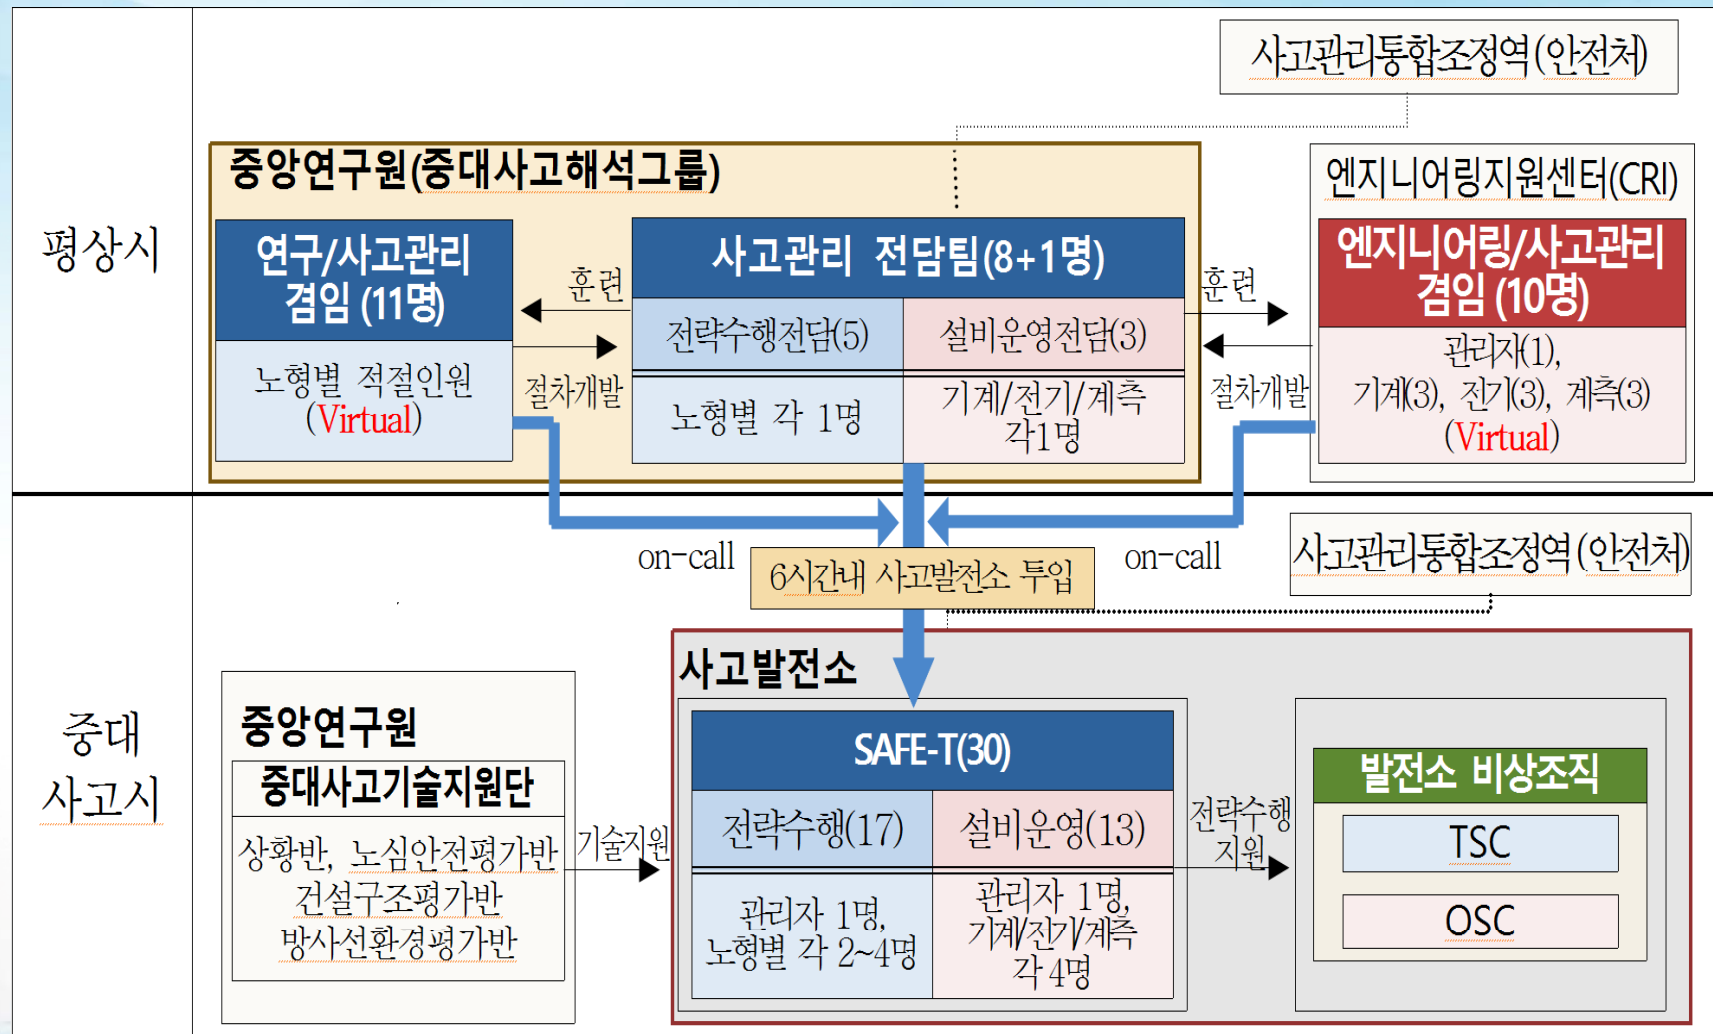 사고관리통합조정역(안전처)
평상시
중앙연구원(중대사고해석그룹)
연구/사고관리
겸임 (11명)
노형별 적절인원
(Virtual)
훈련
절차개발
사고관리 전담팀(8+1명)
전략수행전담(5)
설비운영전담(3)
노형별 각 1명
기계/전기/계측
각1명
훈련
절차개발
엔지니어링지원센터(CRI)
엔지니어링/사고관리
겸임 (10명)
관리자(1),
기계(3), 전기(3), 계측(3)
(Virtual)
on-call
6시간내 사고발전소 투입
on-call
사고관리통합조정역(안전처)
중대
사고시
중앙연구원
중대사고기술지원단
상황반, 노심안전평가반
건설구조평가반
방사선환경평가반
기술지원
사고발전소
SAFE-T(30)
전략수행(17)
설비운영(13)
관리자 1명,
노형별 각 2~4명
관리자 1명,
기계/전기/계측
각 4명
전략수행
지원
발전소 비상조직
TSC
OSC